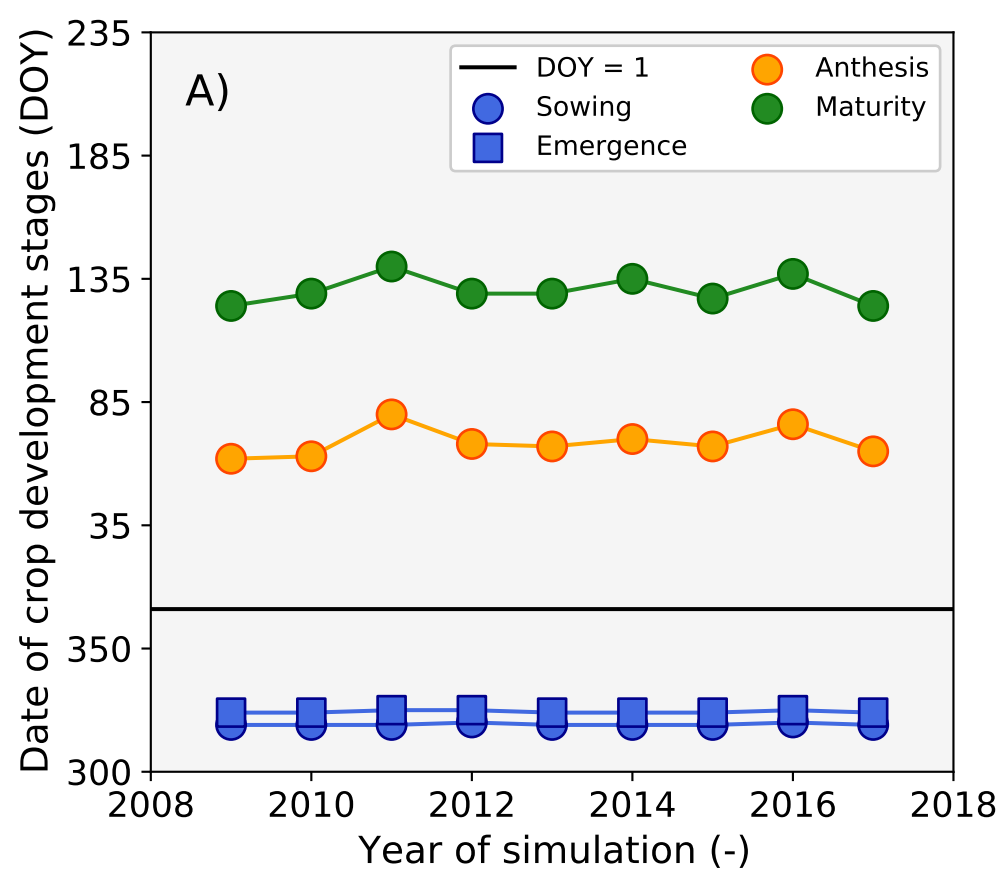 A)
DOY = 1
Sowing
Emergence
Anthesis
Maturity
Date of crop development stages (DOY)
235
185
135
85
35
350
300
2008
2010
2012
2014
2016
2018
Year of simulation (-)